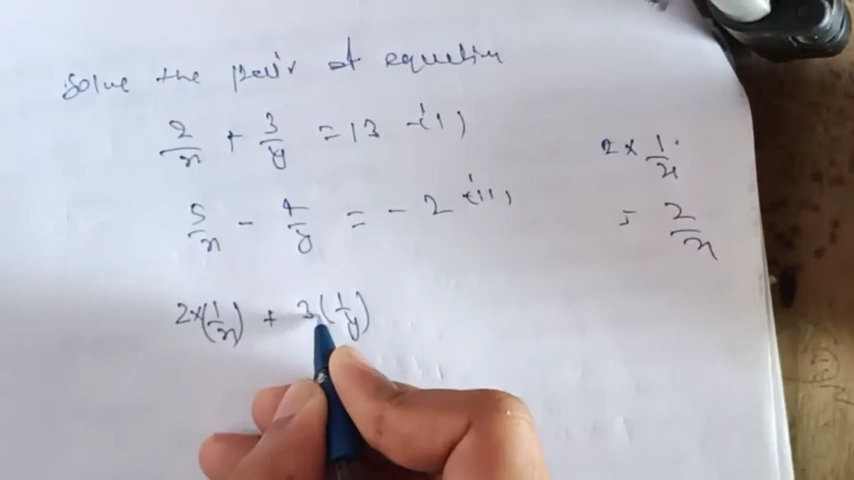 Solve the pair of equation
2/x + 3/y = 13 -(i)
5/x - 4/y = - 2 (ii)
2×(1/x) + 3(1/y)
2 × 1/x
= 2/x